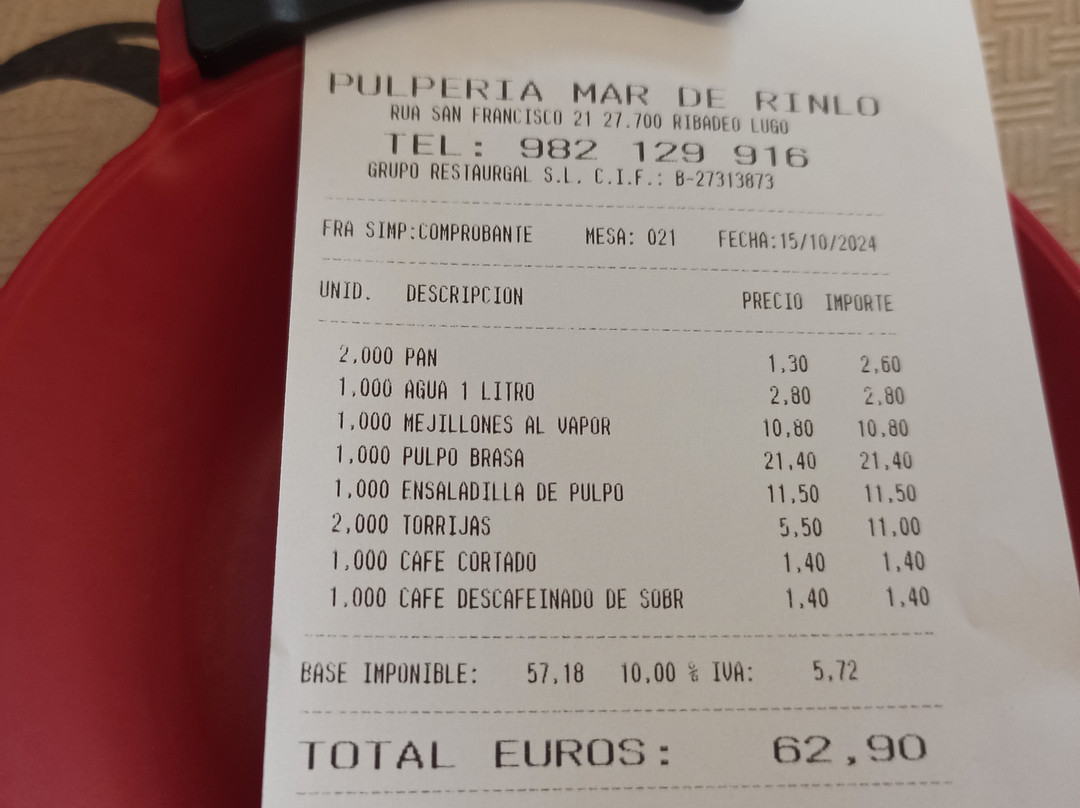 PULPERIA MAR DE RINLO
RUA SAN FRANCISCO 21 27.700 RIBADEO LUGO
TEL: 982 129 916
GRUPO RESTAURGAL S.L. C.I.F.: B-27313873
FRA SIMP:COMPROBANTE MESA: 021 FECHA:15/10/2024
UNID. DESCRIPCION PRECIO IMPORTE
2,000 PAN 1,30 2,60
1,000 AGUA 1 LITRO 2,80 2,80
1,000 MEJILLONES AL VAPOR 10,80 10,80
1,000 PULPO BRASA 21,40 21,40
1,000 ENSALADILLA DE PULPO 11,50 11,50
2,000 TORRIJAS 5,50 11,00
1,000 CAFE CORTADO 1,40 1,40
1,000 CAFE DESCAFEINADO DE SOBR 1,40 1,40
BASE IMPONIBLE: 57,18 10,00 % IVA: 5,72
TOTAL EUROS: 62,90